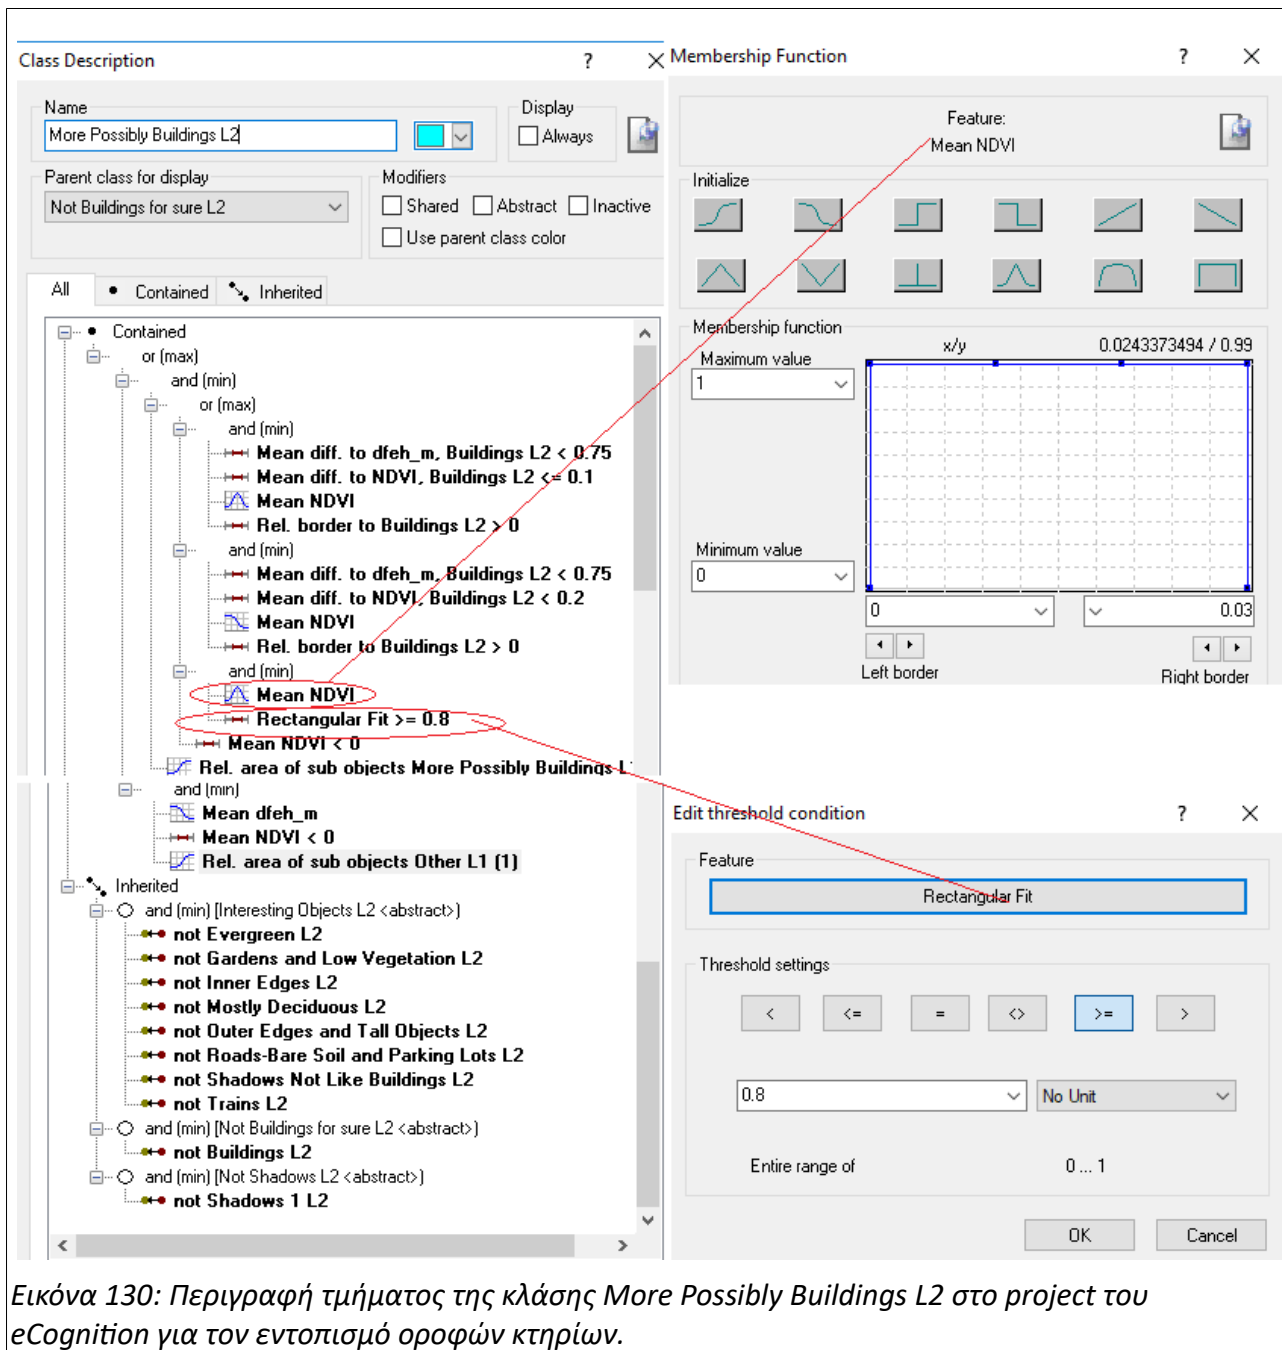 Class Description
?
Name
More Possibly Buildings L2
Display
Always
Parent class for display
Not Buildings for sure L2
Modifiers
Shared Abstract Inactive
Use parent class color
All Contained Inherited
Contained
or (max)
and (min)
or (max)
and (min)
Mean diff. to dfeh_m, Buildings L2 < 0.75
Mean diff. to NDVI, Buildings L2 <= 0.1
Mean NDVI
Rel. border to Buildings L2 > 0
and (min)
Mean diff. to dfeh_m, Buildings L2 < 0.75
Mean diff. to NDVI, Buildings L2 < 0.2
Mean NDVI
Rel. border to Buildings L2 > 0
and (min)
Mean NDVI
Rectangular Fit >= 0.8
Mean NDVI < 0
Rel. area of sub objects More Possibly Buildings
and (min)
Mean dfeh_m
Mean NDVI < 0
Rel. area of sub objects Other L1 (1)
Inherited
and (min) [Interesting Objects L2 <abstract>)
not Evergreen L2
not Gardens and Low Vegetation L2
not Inner Edges L2
not Mostly Deciduous L2
not Outer Edges and Tall Objects L2
not Roads-Bare Soil and Parking Lots L2
not Shadows Not Like Buildings L2
not Trains L2
and (min) [Not Buildings for sure L2 <abstract>)
not Buildings L2
and (min) [Not Shadows L2 <abstract>)
not Shadows 1 L2
Membership Function
?
Feature:
Mean NDVI
Initialize
Membership function
Maximum value
1
x/y 0.0243373494 / 0.99
Minimum value
0
0
0.03
Left border
Right border
Edit threshold condition
?
Feature
Rectangular Fit
Threshold settings
< <= = <> >= >
0.8
No Unit
Entire range of 0 ... 1
OK Cancel
Εικόνα 130: Περιγραφή τμήματος της κλάσης More Possibly Buildings L2 στο project του
eCognition για τον εντοπισμό οροφών κτηρίων.